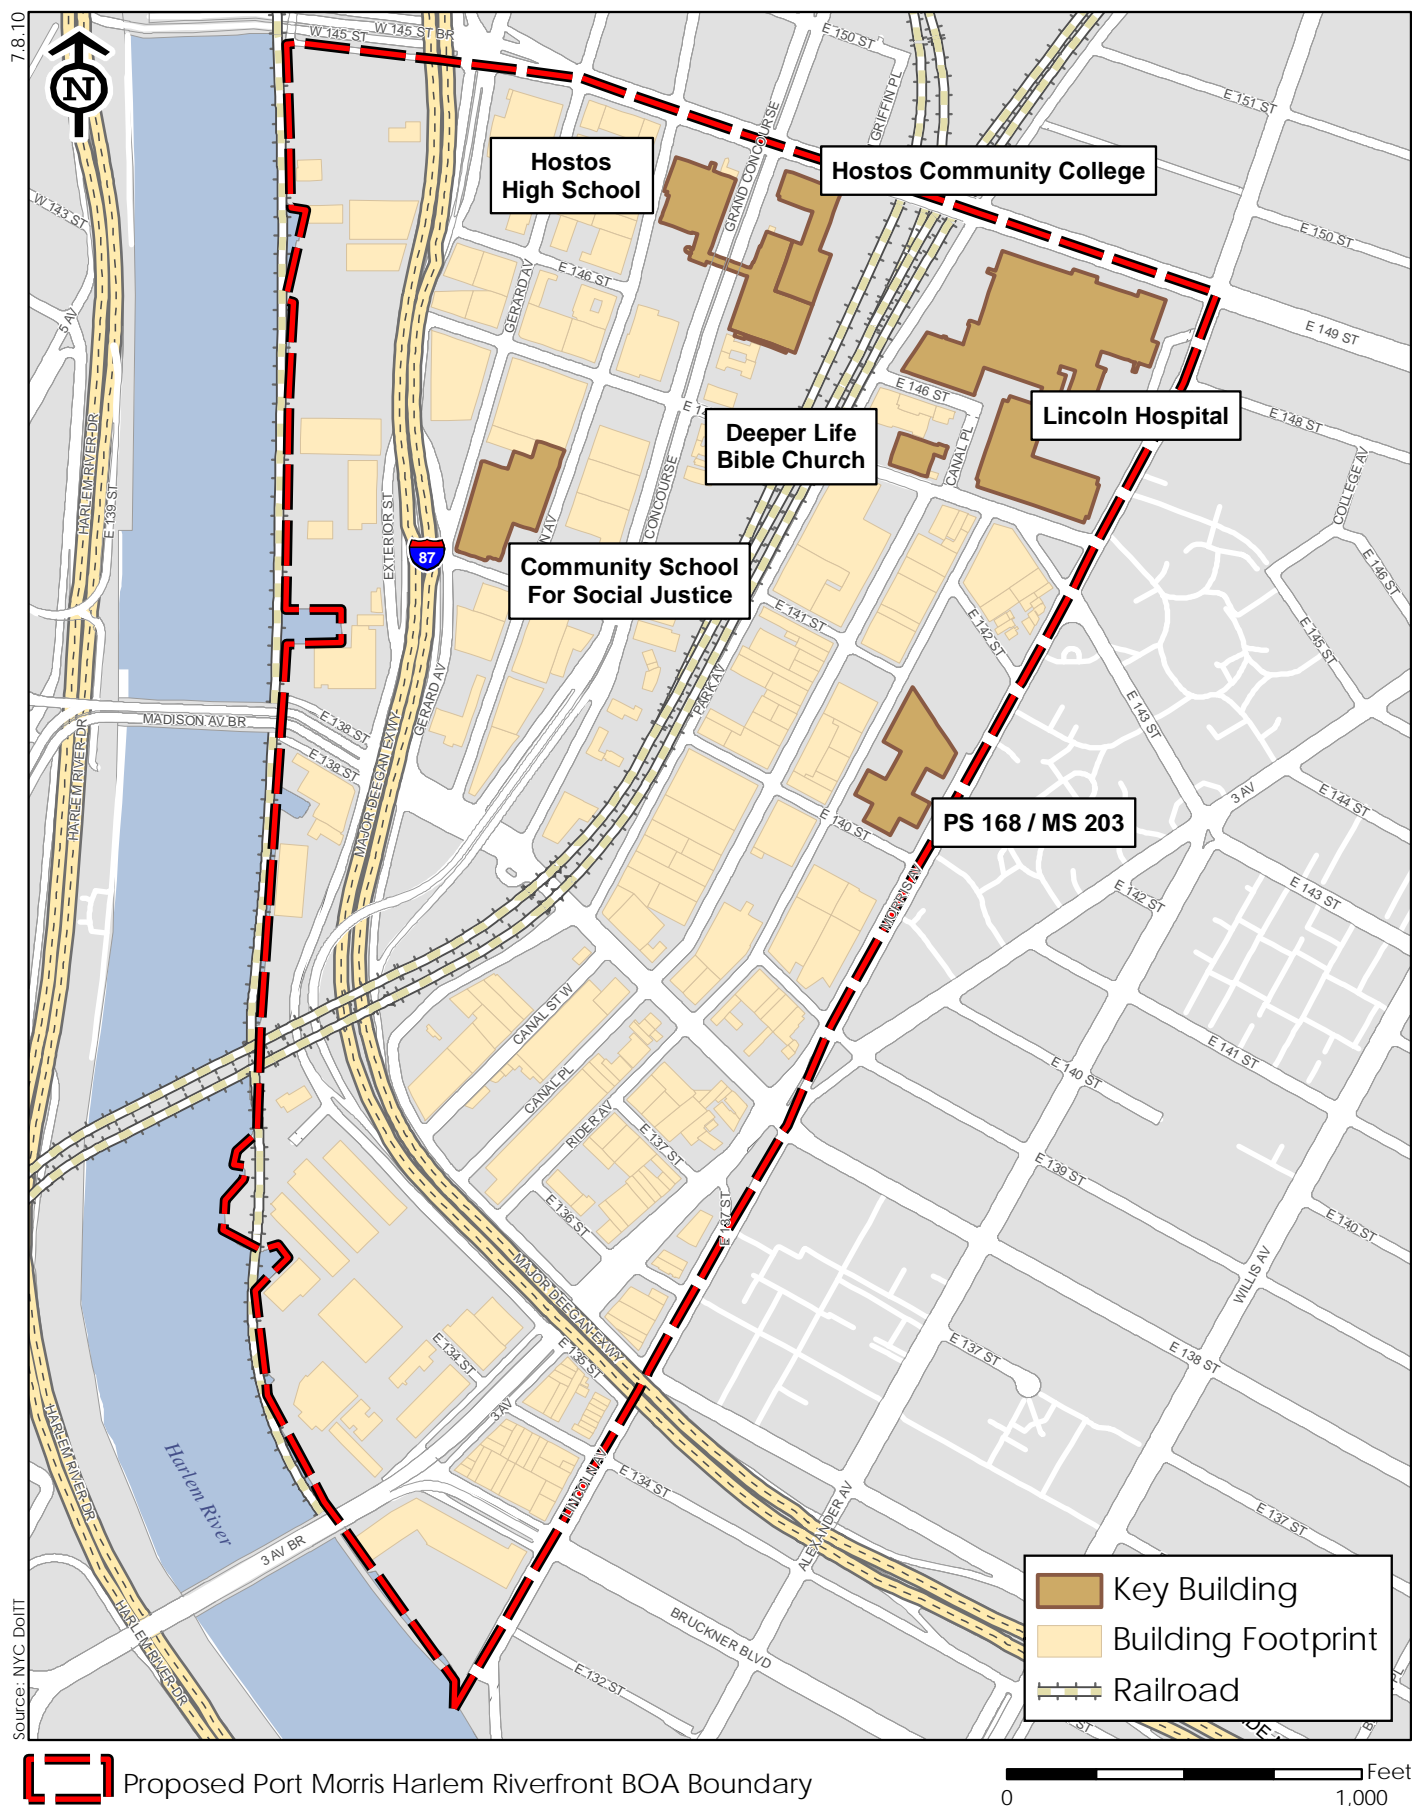 7.8.10
N
W 145 ST
W 145 ST BR
E 150 ST
GRIFFIN PL
E 151 ST
GRAND CONCOURSE
Hostos
High School
Hostos Community College
W 143 ST
E 150 ST
5 AV
E 146 ST
GERARD AV
E 149 ST
E 146 ST
Lincoln Hospital
E 148 ST
Deeper Life
Bible Church
HARLEM RIVER DR
E 139 ST
CANAL PL
COLLEGE AV
CONCOURSE
EXTERIOR ST
87
Community School
For Social Justice
E 146 ST
E 141 ST
E 142 ST
E 145 ST
PARK AV
GERARD AV
MADISON AV BR
E 138 ST
E 138 ST
E 143 ST
HARLEM RIVER DR
MAJOR DEEGAN EXWY
3 AV
E 144 ST
E 140 ST
PS 168 / MS 203
MORRIS AV
E 142 ST
E 143 ST
CANAL ST W
CANAL PL
RIDER AV
E 137 ST
E 141 ST
E 140 ST
E 139 ST
E 136 ST
E 137 ST
E 140 ST
WILLIS AV
MAJOR DEEGAN EXWY
E 135 ST
E 134 ST
E 137 ST
E 138 ST
3 AV
HARLEM RIVER DR
Harlem River
LINCOLN AV
E 134 ST
ALEXANDER AV
E 137 ST
3 AV BR
HARLEM RIVER DR
BRUCKNER BLVD
E 132 ST
Key Building
Building Footprint
Railroad
Source: NYC DoITT
Proposed Port Morris Harlem Riverfront BOA Boundary
Feet
0
1,000